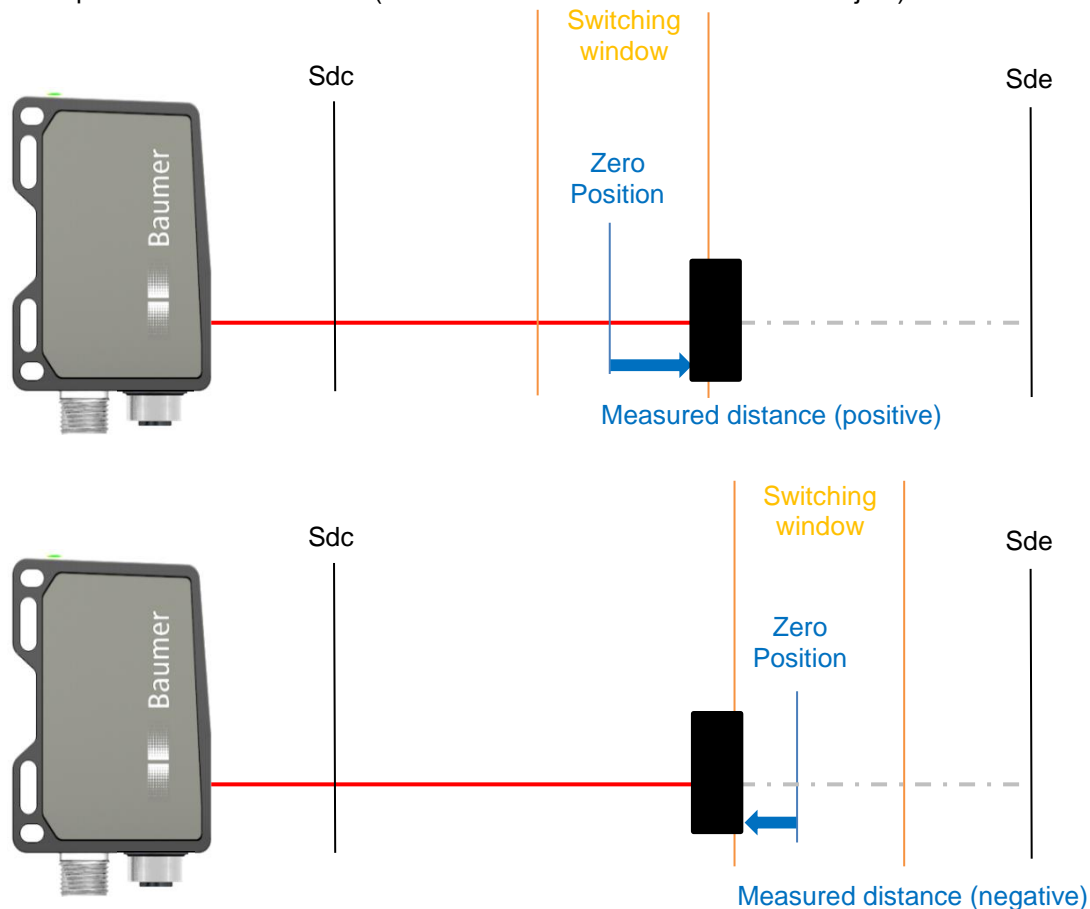 Switching
window
Sdc
Sde
Zero
Position
Baumer
Measured distance (positive)
Switching
window
Sdc
Sde
Zero
Position
Baumer
Measured distance (negative)